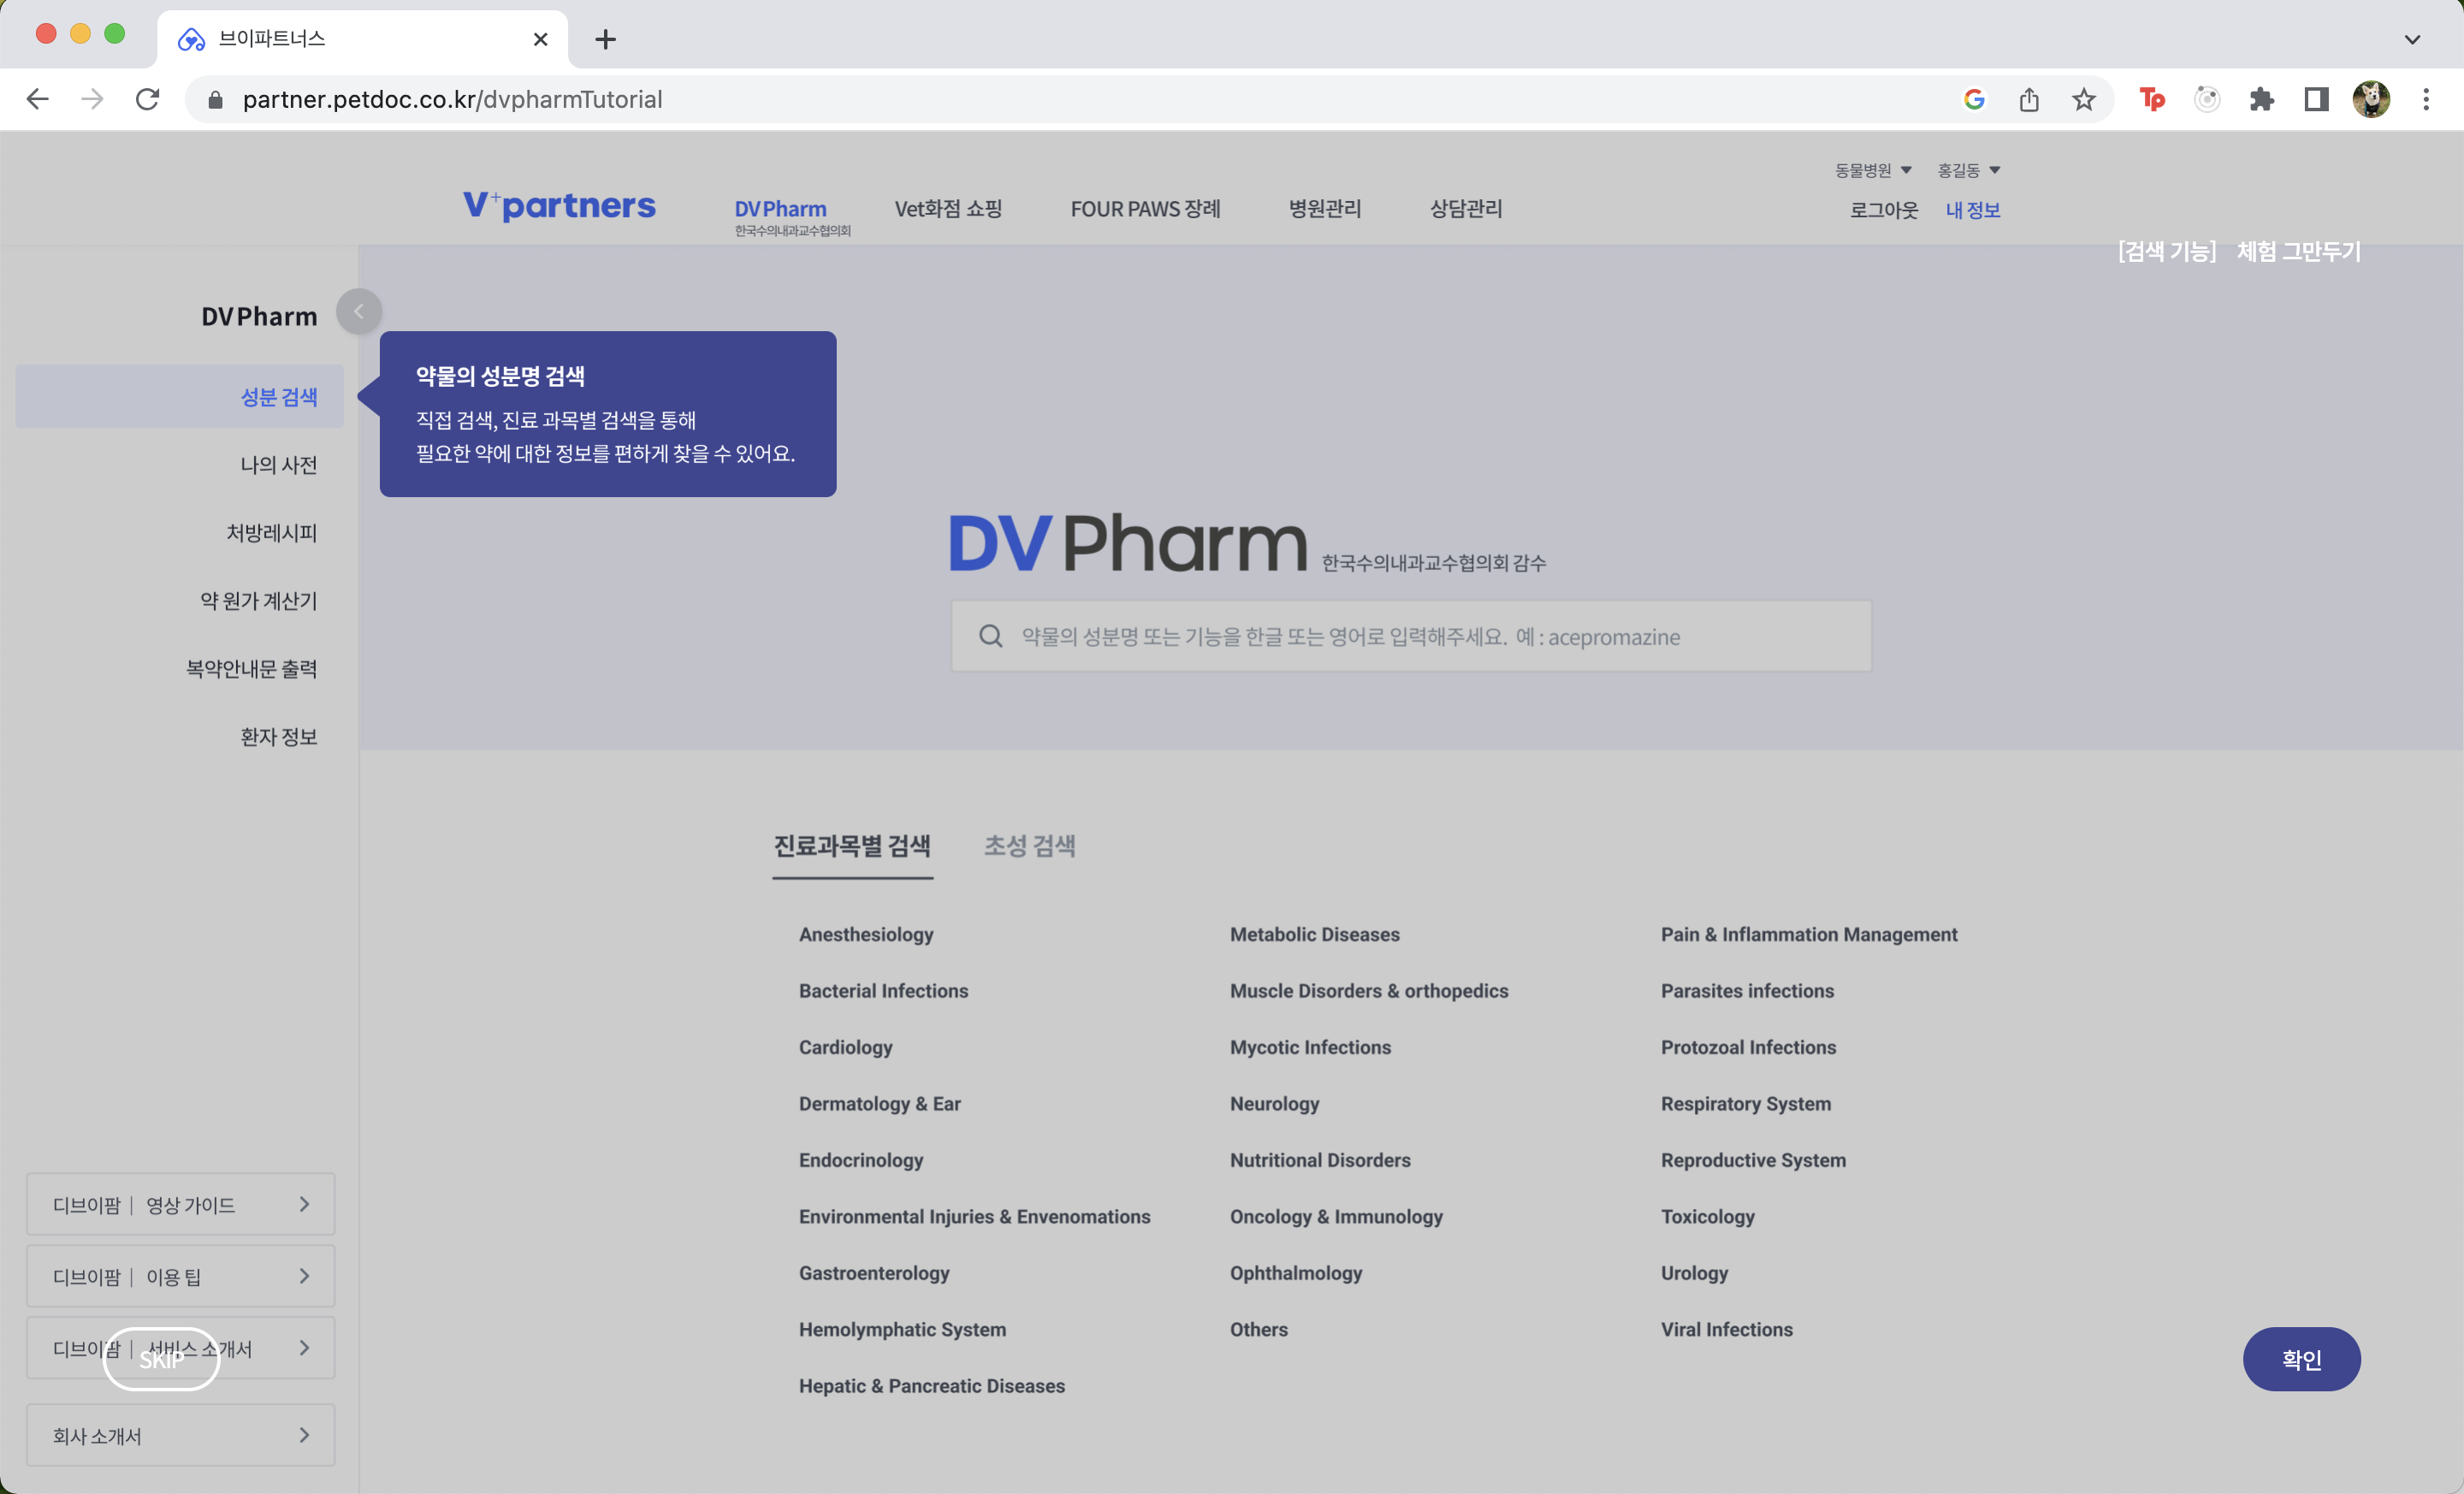 브이파트너스
partner.petdoc.co.kr/dvpharmTutorial
동물병원 홍길동
V+partners
DVPharm Vet화점 쇼핑 FOUR PAWS 장례 병원관리 상담관리 로그아웃 내 정보
한국수의내과교수협의회
[검색 기능] 체험 그만두기
DVPharm
성분 검색
나의 사전
처방레시피
약 원가 계산기
복약안내문 출력
환자 정보
약물의 성분명 검색
직접 검색, 진료 과목별 검색을 통해
필요한 약에 대한 정보를 편하게 찾을 수 있어요.
DVPharm 한국수의내과교수협의회 감수
약물의 성분명 또는 기능을 한글 또는 영어로 입력해주세요. 예 : acepromazine
진료과목별 검색 초성 검색
Anesthesiology
Bacterial Infections
Cardiology
Dermatology & Ear
Endocrinology
Environmental Injuries & Envenomations
Gastroenterology
Hemolymphatic System
Hepatic & Pancreatic Diseases
Metabolic Diseases
Muscle Disorders & orthopedics
Mycotic Infections
Neurology
Nutritional Disorders
Oncology & Immunology
Ophthalmology
Others
Pain & Inflammation Management
Parasites infections
Protozoal Infections
Respiratory System
Reproductive System
Toxicology
Urology
Viral Infections
디브이팜 | 영상 가이드
디브이팜 | 이용 팁
디브이팜 | 서비스 소개서
SKIP
회사 소개서
확인
Tp